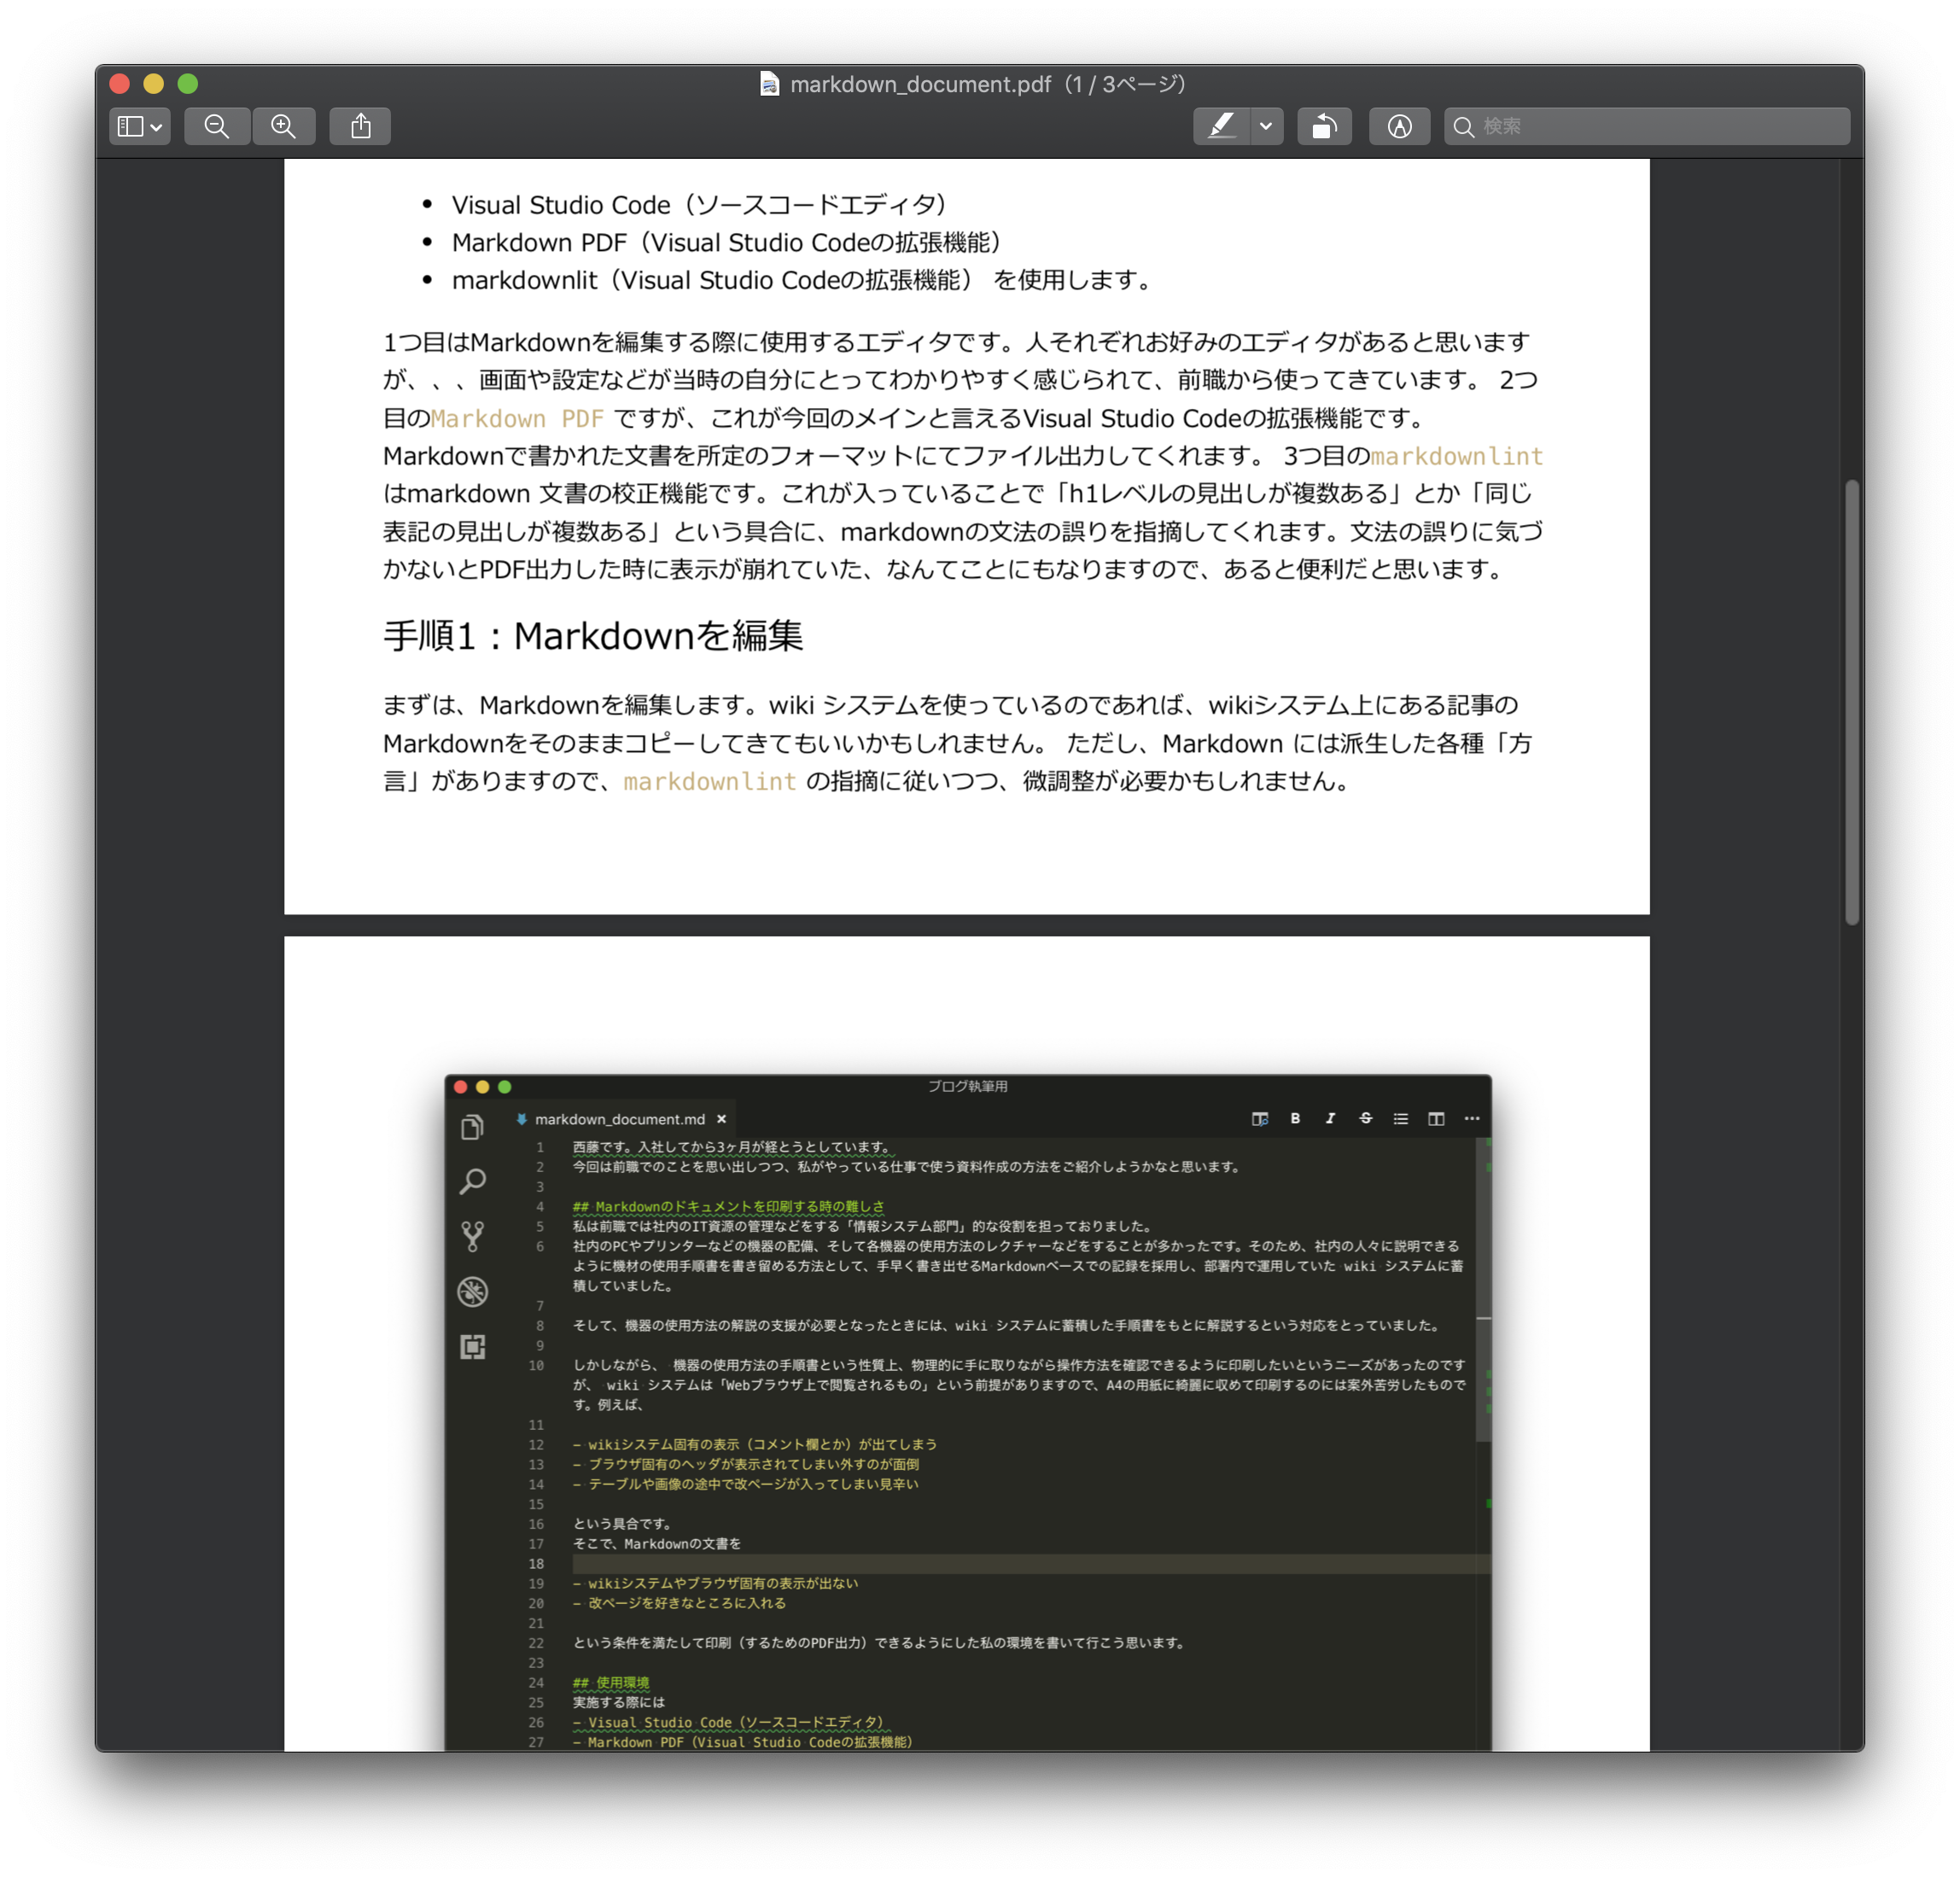 markdown_document.pdf（1 / 3ページ）
検索
• Visual Studio Code（ソースコードエディタ）
• Markdown PDF（Visual Studio Codeの拡張機能）
• markdownlit（Visual Studio Codeの拡張機能） を使用します。
1つ目はMarkdownを編集する際に使用するエディタです。人それぞれお好みのエディタがあると思います
が、、、画面や設定などが当時の自分にとってわかりやすく感じられて、前職から使ってきています。 2つ
目のMarkdown PDF ですが、これが今回のメインと言えるVisual Studio Codeの拡張機能です。
Markdownで書かれた文書を所定のフォーマットにてファイル出力してくれます。 3つ目のmarkdownlint
はmarkdown 文書の校正機能です。これが入っていることで「h1レベルの見出しが複数ある」とか「同じ
表記の見出しが複数ある」という具合に、markdownの文法の誤りを指摘してくれます。文法の誤りに気づ
かないとPDF出力した時に表示が崩れていた、なんてことにもなりますので、あると便利だと思います。
手順1：Markdownを編集
まずは、Markdownを編集します。wiki システムを使っているのであれば、wikiシステム上にある記事の
Markdownをそのままコピーしてきてもいいかもしれません。 ただし、Markdown には派生した各種「方
言」がありますので、markdownlint の指摘に従いつつ、微調整が必要かもしれません。
ブログ執筆用
markdown_document.md ×
1 西藤です。入社してから3ヶ月が経とうとしています。
2 今回は前職でのことを思い出しつつ、私がやっている仕事で使う資料作成の方法をご紹介しようかなと思います。
3
4 ## Markdownのドキュメントを印刷する時の難しさ
5 私は前職では社内のIT資源の管理などをする「情報システム部門」的な役割を担っておりました。
6 社内のPCやプリンターなどの機器の配備、そして各機器の使用方法のレクチャーなどをすることが多かったです。そのため、社内の人々に説明できる
ように機材の使用手順書を書き留める方法として、手早く書き出せるMarkdownベースでの記録を採用し、部署内で運用していた wiki システムに蓄
積していました。
7
8 そして、機器の使用方法の解説の支援が必要となったときには、wiki システムに蓄積した手順書をもとに解説するという対応をとっていました。
9
10 しかしながら、 機器の使用方法の手順書という性質上、物理的に手に取りながら操作方法を確認できるように印刷したいというニーズがあったのです
が、 wiki システムは「Webブラウザ上で閲覧されるもの」という前提がありますので、A4の用紙に綺麗に収めて印刷するのには案外苦労したもので
す。例えば、
11
12 - wikiシステム固有の表示（コメント欄とか）が出てしまう
13 - ブラウザ固有のヘッダが表示されてしまい外すのが面倒
14 - テーブルや画像の途中で改ページが入ってしまい見辛い
15
16 という具合です。
17 そこで、Markdownの文書を
18
19 - wikiシステムやブラウザ固有の表示が出ない
20 - 改ページを好きなところに入れる
21
22 という条件を満たして印刷（するためのPDF出力）できるようにした私の環境を書いて行こう思います。
23
24 ## 使用環境
25 実施する際には
26 - Visual Studio Code（ソースコードエディタ）
27 - Markdown PDF（Visual Studio Codeの拡張機能）